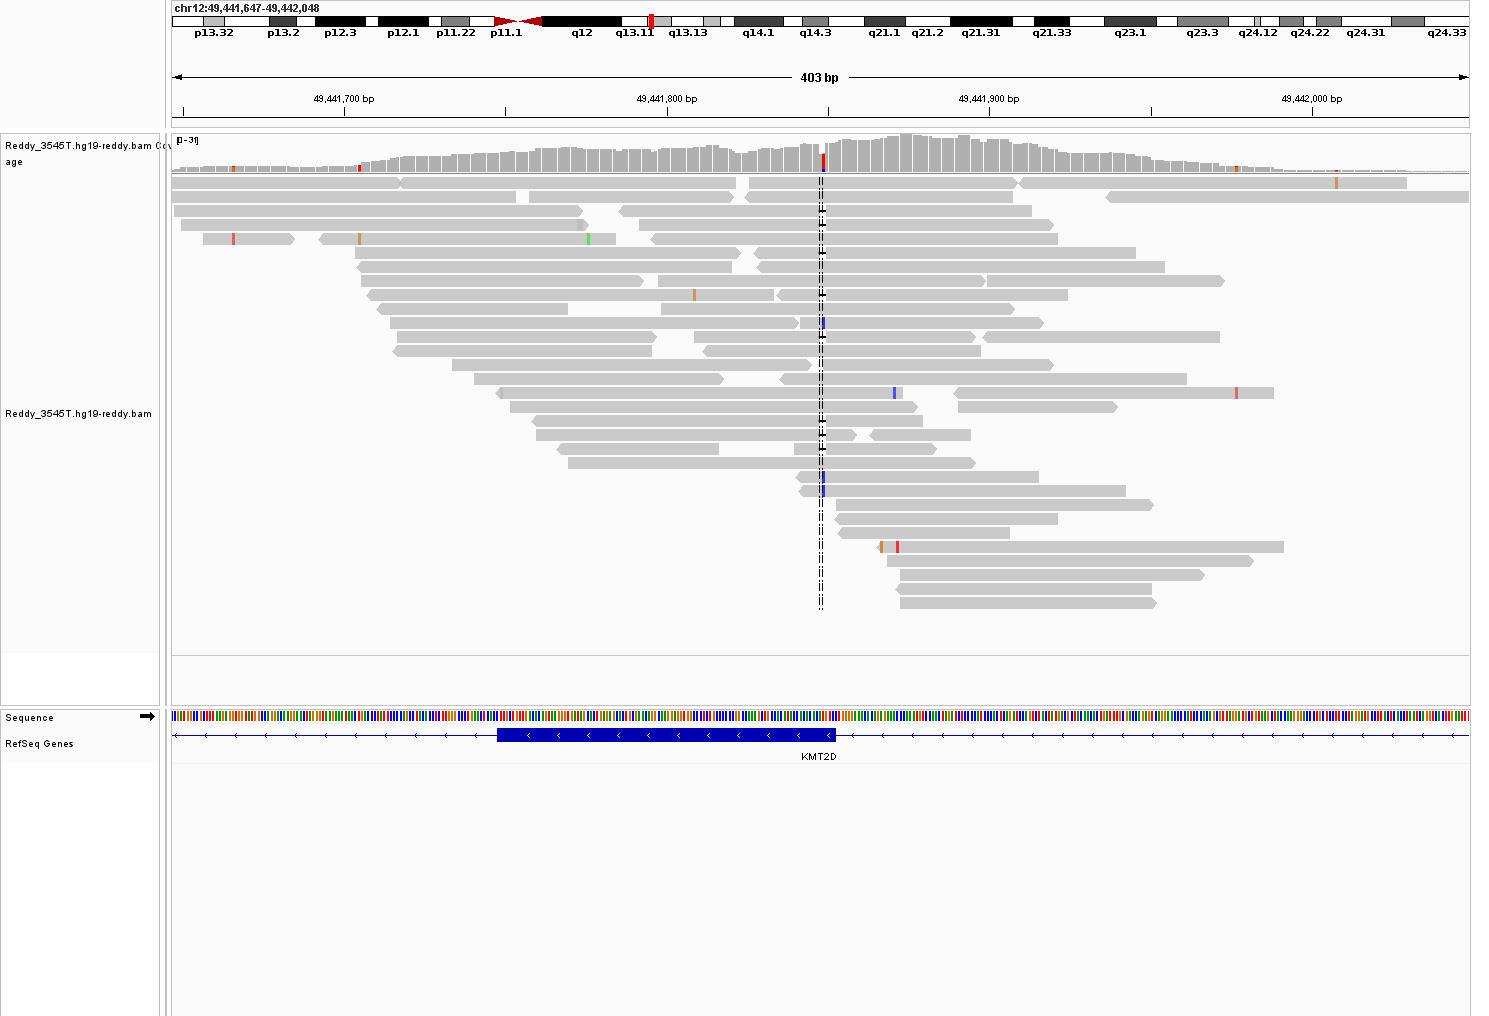 chr12:49,441,647-49,442,048
p13.32 p13.2 p12.3 p12.1 p11.22 p11.1 q12 q13.11 q13.13 q14.1 q14.3 q21.1 q21.2 q21.31 q21.33 q23.1 q23.3 q24.12 q24.22 q24.31 q24.33
403 bp
49,441,700 bp 49,441,800 bp 49,441,900 bp 49,442,000 bp
[0-31]
Reddy_3545T.hg19-reddy.bam Cov
age
Reddy_3545T.hg19-reddy.bam
Sequence
RefSeq Genes
KMT2D